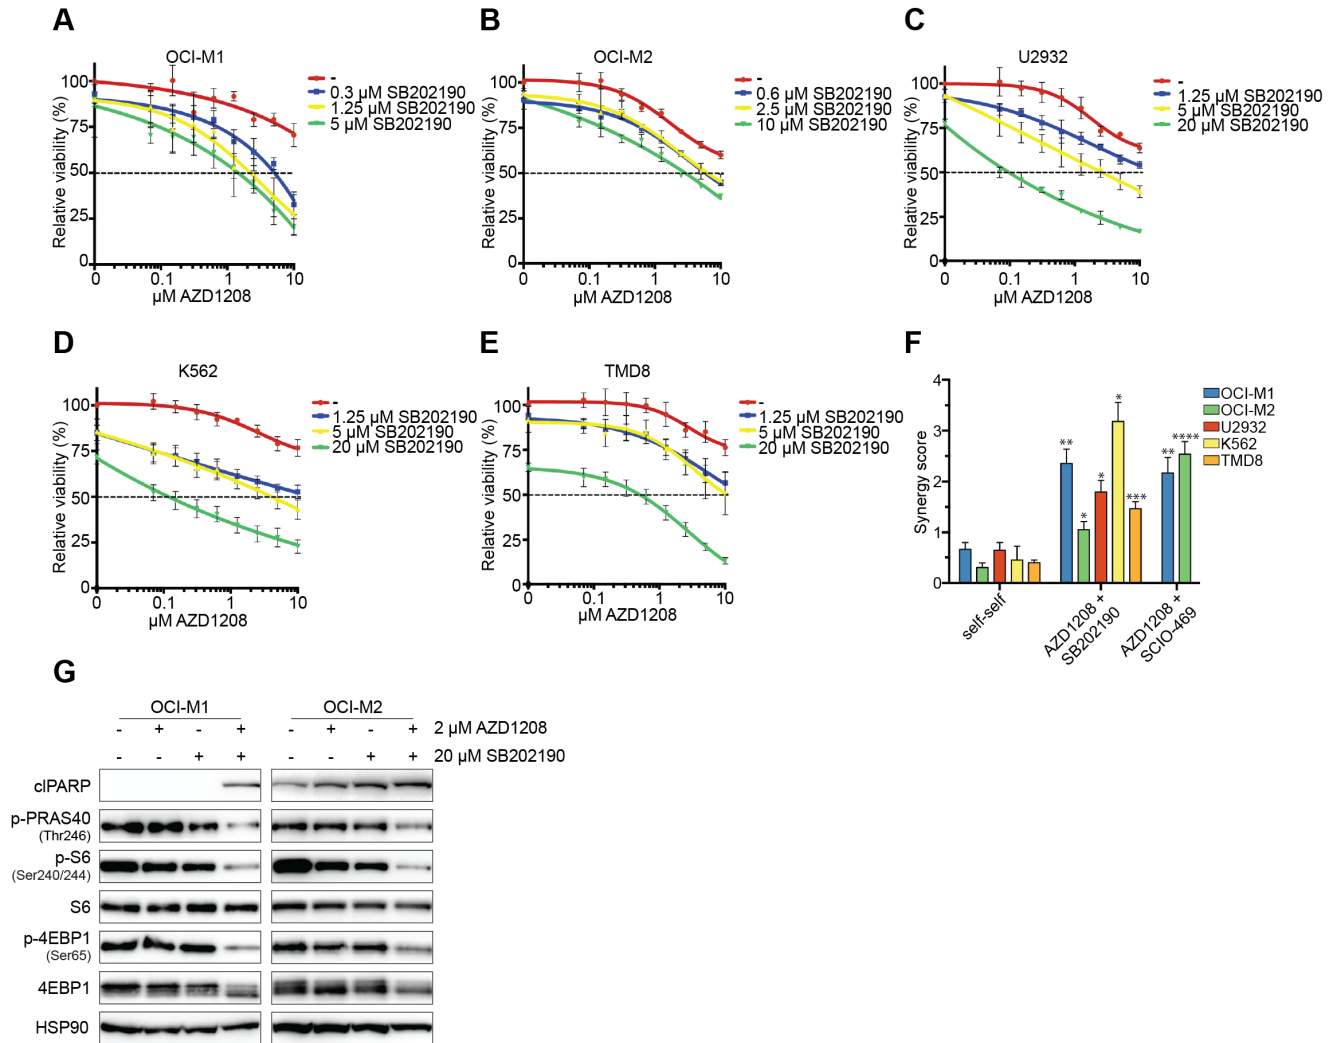 A
OCI-M1
Relative viability (%)
100
75
50
25
0
0
0.1
1
10
µM AZD1208
-
0.3 µM SB202190
1.25 µM SB202190
5 µM SB202190
B
OCI-M2
Relative viability (%)
100
75
50
25
0
0
0.1
1
10
µM AZD1208
-
0.6 µM SB202190
2.5 µM SB202190
10 µM SB202190
C
U2932
Relative viability (%)
100
75
50
25
0
0
0.1
1
10
µM AZD1208
-
1.25 µM SB202190
5 µM SB202190
20 µM SB202190
D
K562
Relative viability (%)
100
75
50
25
0
0
0.1
1
10
µM AZD1208
-
1.25 µM SB202190
5 µM SB202190
20 µM SB202190
E
TMD8
Relative viability (%)
100
75
50
25
0
0
0.1
1
10
µM AZD1208
-
1.25 µM SB202190
5 µM SB202190
20 µM SB202190
F
Synergy score
4
3
2
1
0
**
*
*
*
***
**
****
self-self
AZD1208 +
SB202190
AZD1208 +
SCIO-469
OCI-M1
OCI-M2
U2932
K562
TMD8
G
OCI-M1 OCI-M2
- + - + - + - + 2 µM AZD1208
- - + + - - + + 20 µM SB202190
clPARP
p-PRAS40
(Thr246)
p-S6
(Ser240/244)
S6
p-4EBP1
(Ser65)
4EBP1
HSP90